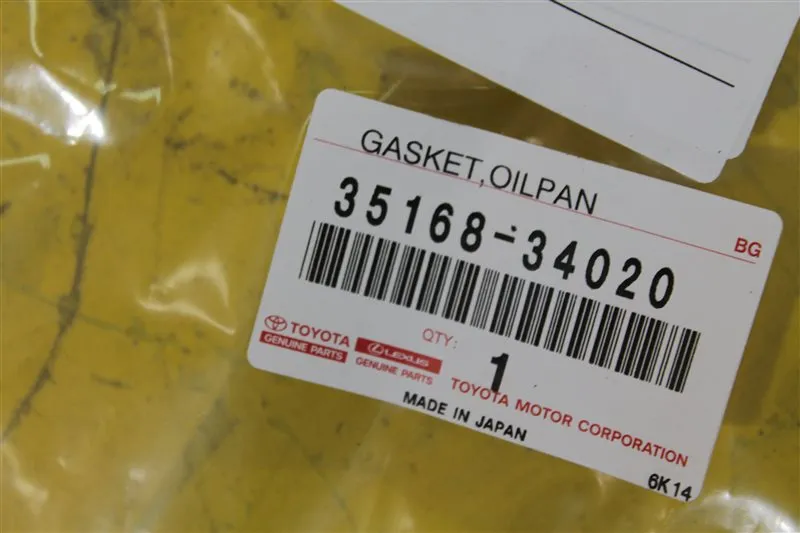 GASKET,OILPAN
BG
35168-34020
TOYOTA
GENUINE PARTS
LEXUS
GENUINE PARTS
QTY:
1
TOYOTA MOTOR CORPORATION
MADE IN JAPAN
6K14